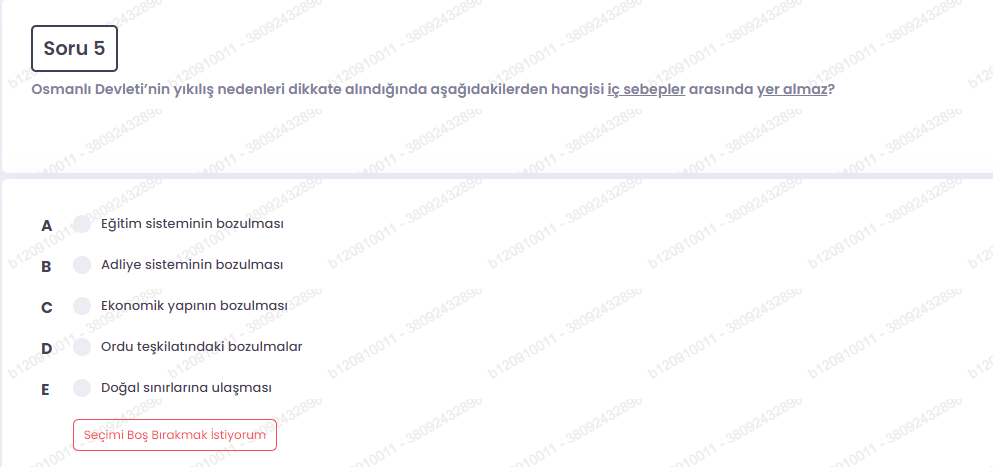 Soru 5
Osmanlı Devleti’nin yıkılış nedenleri dikkate alındığında aşağıdakilerden hangisi iç sebepler arasında yer almaz?
A Eğitim sisteminin bozulması
B Adliye sisteminin bozulması
C Ekonomik yapının bozulması
D Ordu teşkilatındaki bozulmalar
E Doğal sınırlarına ulaşması
Seçimi Boş Bırakmak İstiyorum
b120910011 - 38092432896